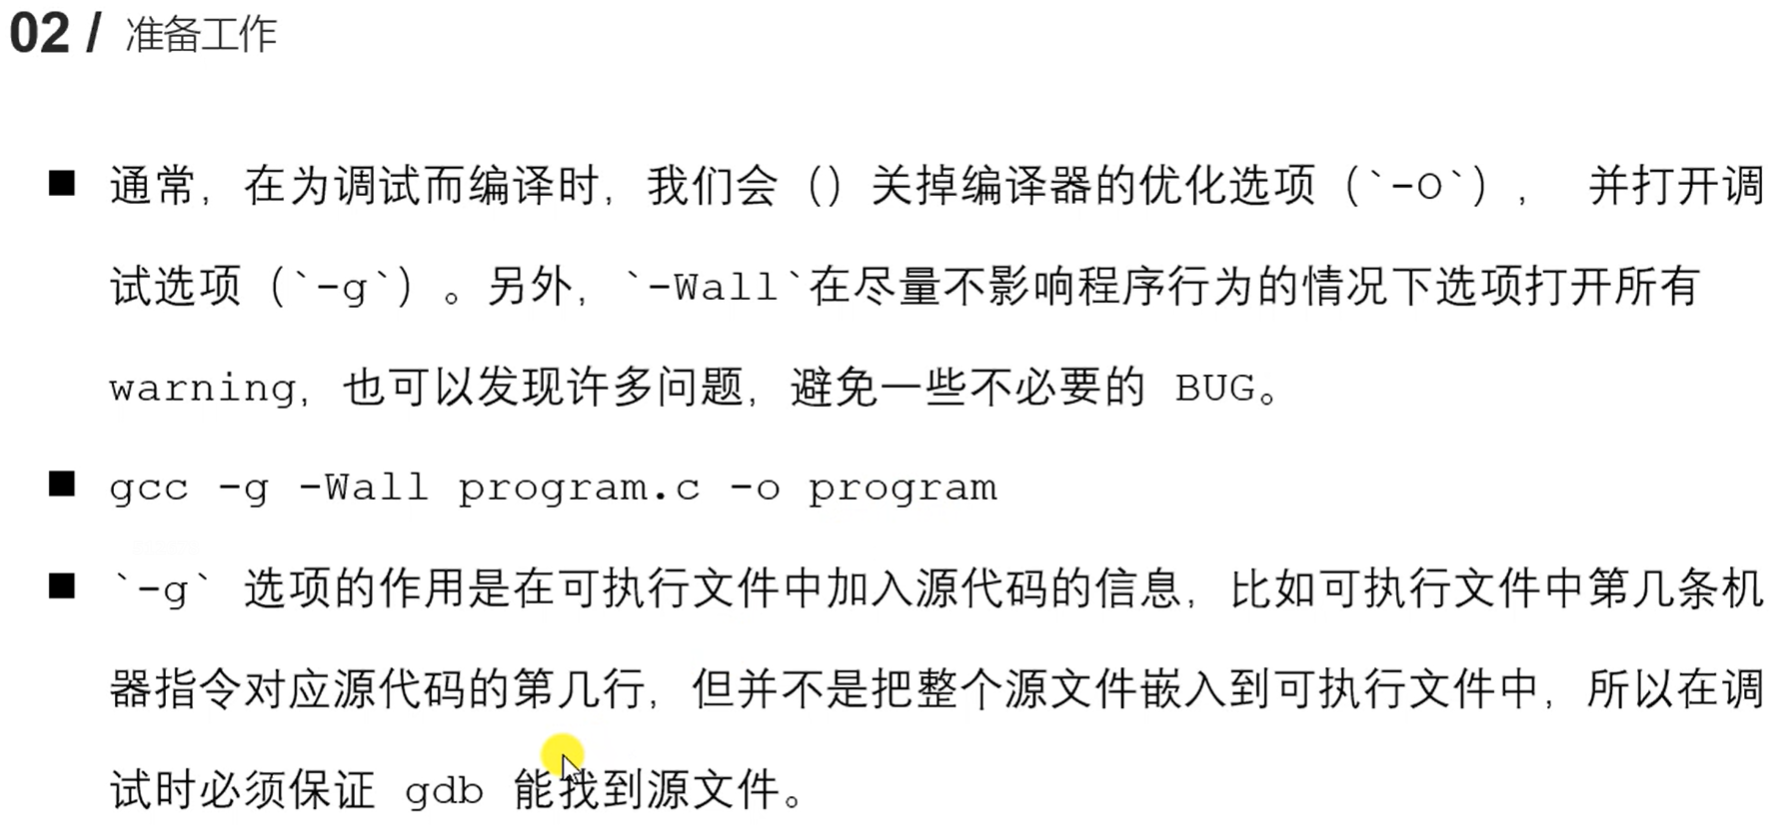 02 / 准备工作
■ 通常，在为调试而编译时，我们会（）关掉编译器的优化选项（`-O`）， 并打开调
试选项（`-g`）。另外，`-Wall`在尽量不影响程序行为的情况下选项打开所有
warning，也可以发现许多问题，避免一些不必要的 BUG。
■ gcc -g -Wall program.c -o program
■ `-g` 选项的作用是在可执行文件中加入源代码的信息，比如可执行文件中第几条机
器指令对应源代码的第几行，但并不是把整个源文件嵌入到可执行文件中，所以在调
试时必须保证 gdb 能找到源文件。